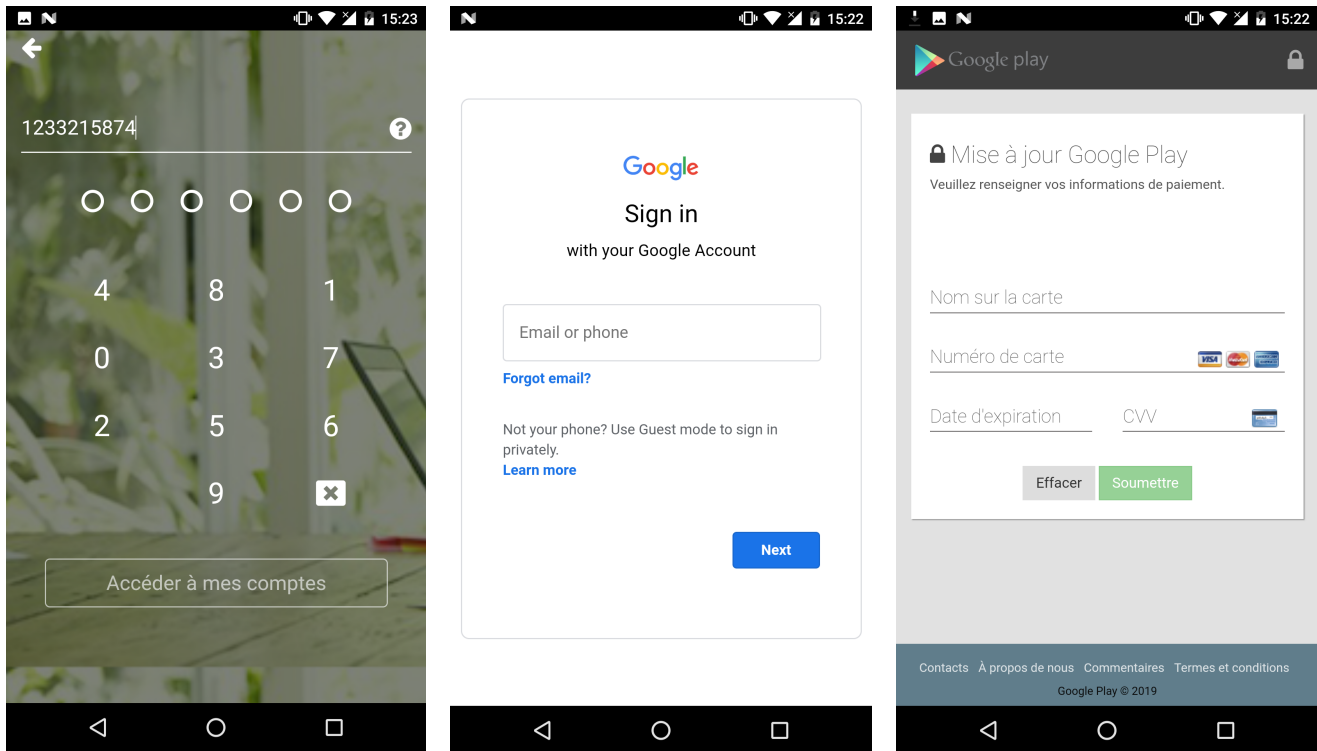 15:23
1233215874
4 8 1
0 3 7
2 5 6
9
Accéder à mes comptes
15:22
Google
Sign in
with your Google Account
Email or phone
Forgot email?
Not your phone? Use Guest mode to sign in
privately.
Learn more
Next
15:22
Google play
Mise à jour Google Play
Veuillez renseigner vos informations de paiement.
Nom sur la carte
Numéro de carte
VISA
Date d'expiration
CVV
Effacer
Soumettre
Contacts À propos de nous Commentaires Termes et conditions
Google Play © 2019